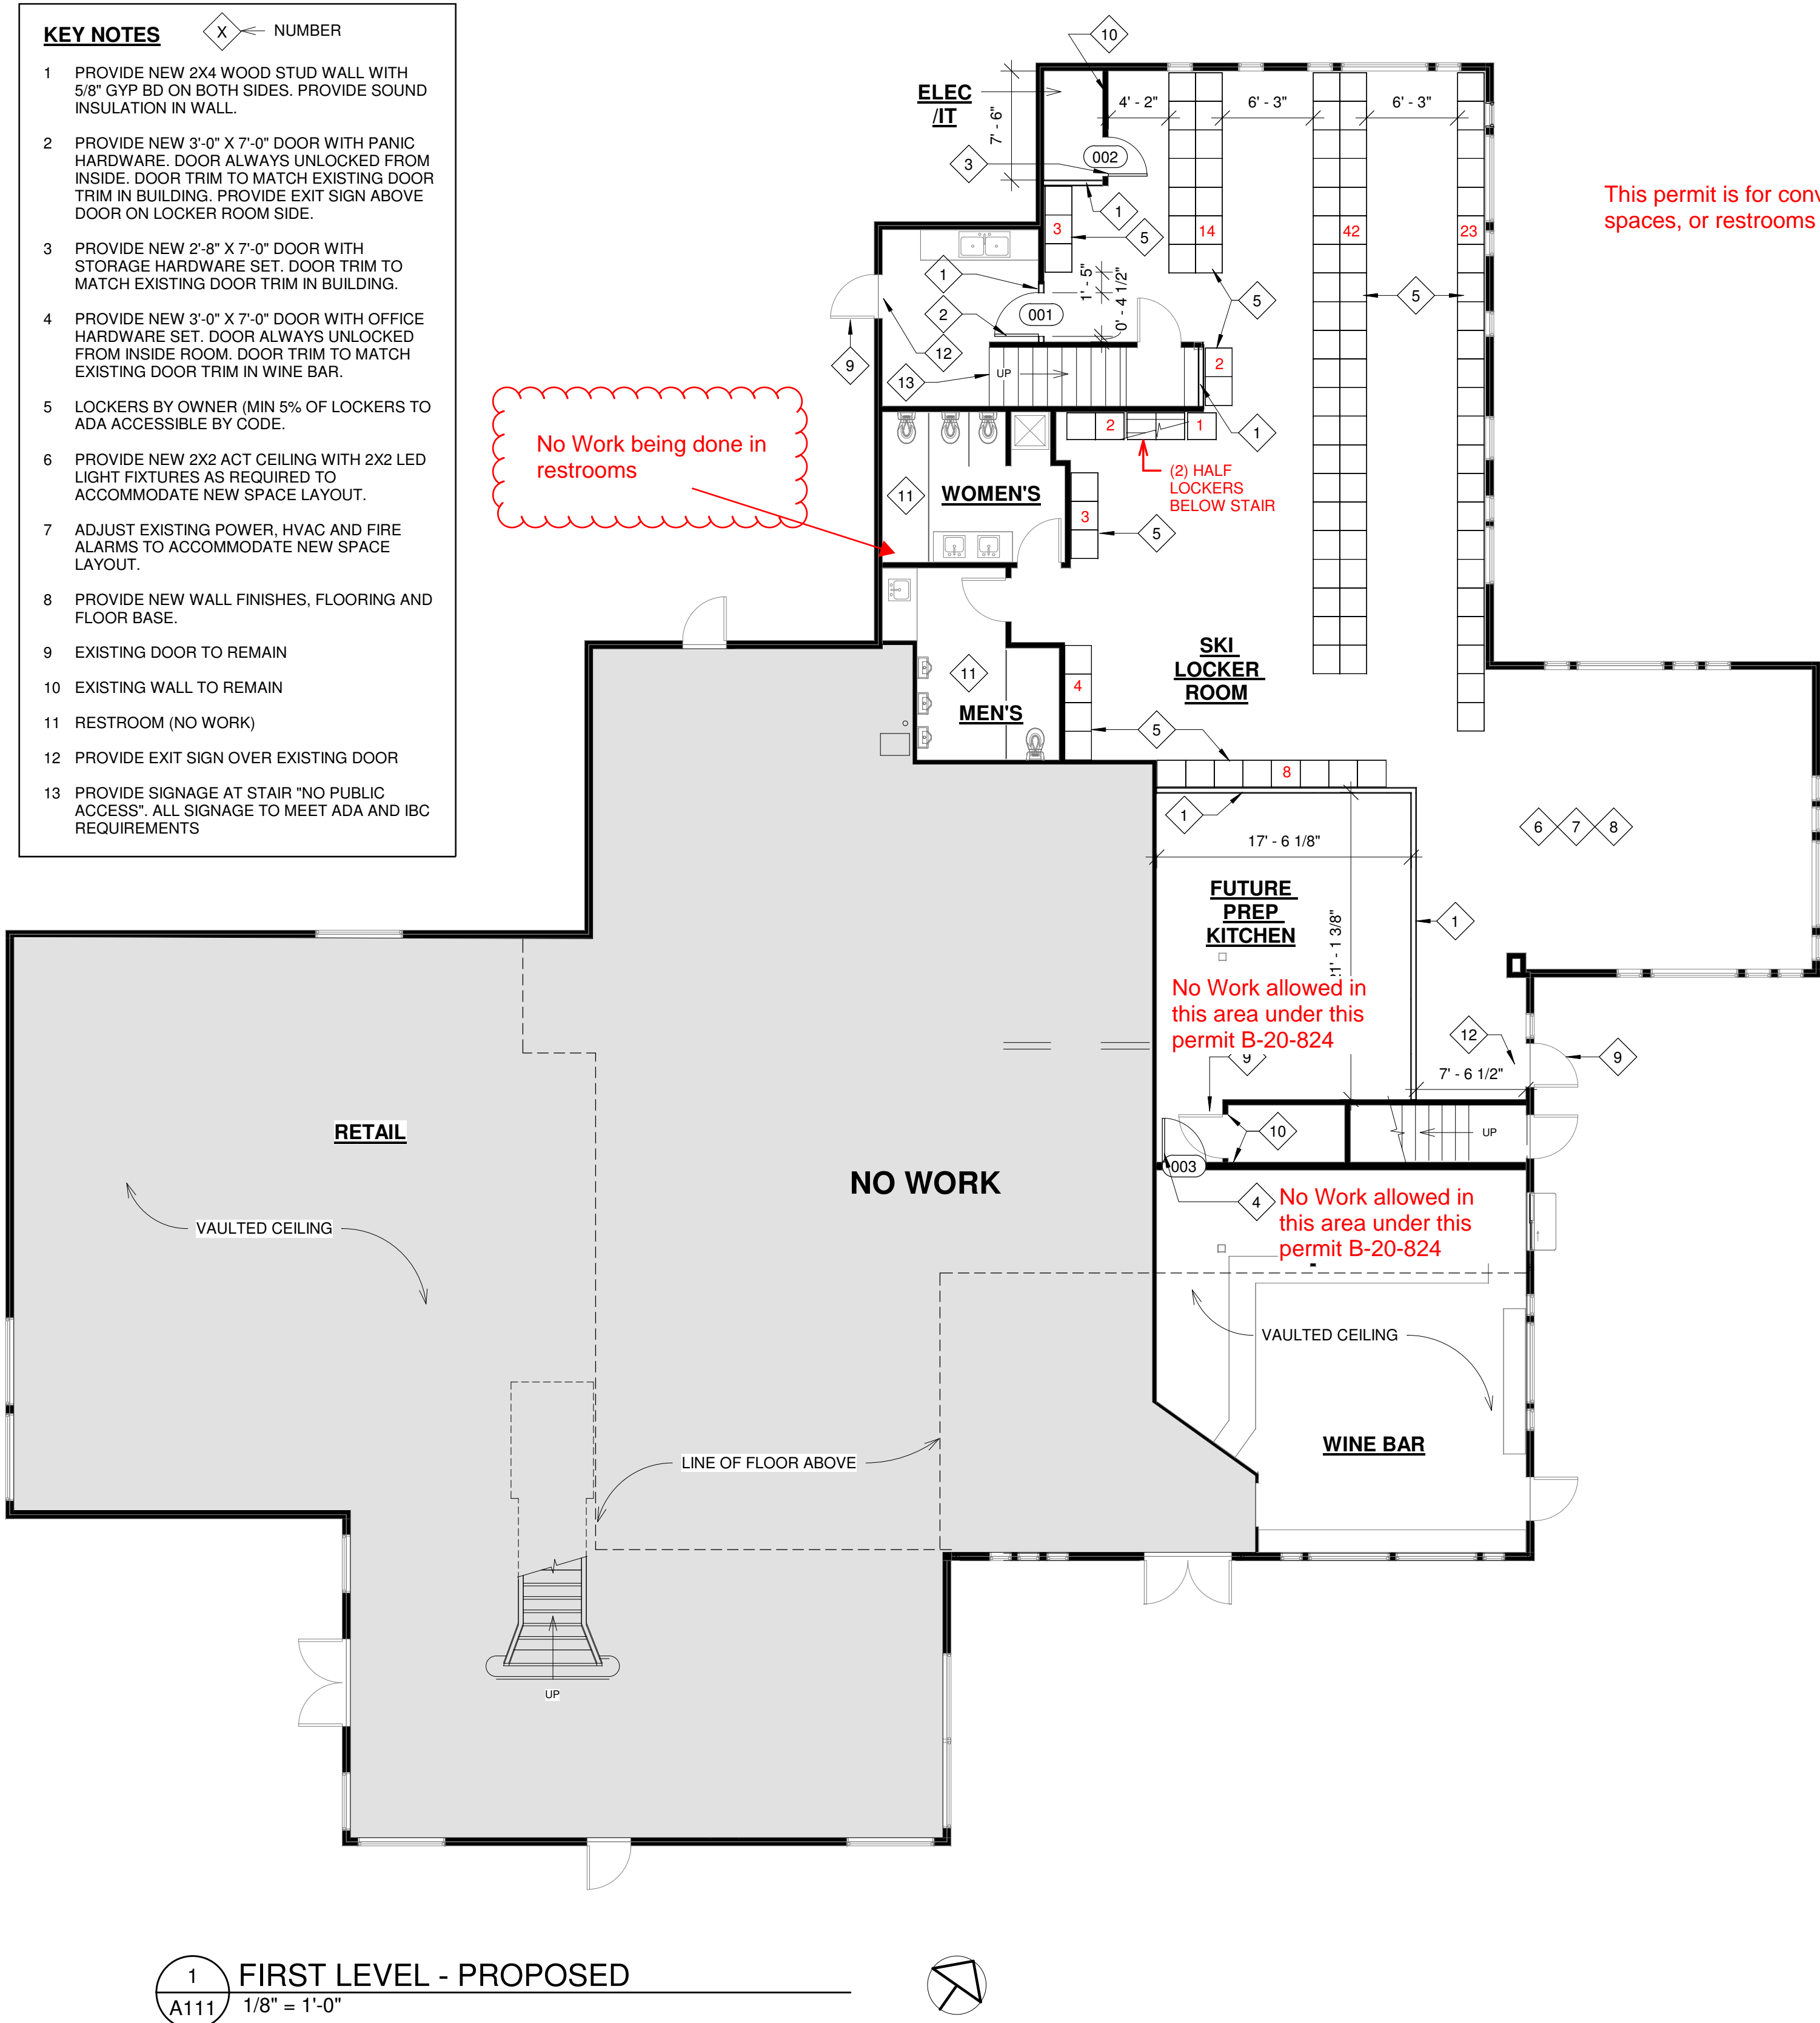 KEY NOTES
X
NUMBER
1 PROVIDE NEW 2X4 WOOD STUD WALL WITH
5/8" GYP BD ON BOTH SIDES. PROVIDE SOUND
INSULATION IN WALL.
2 PROVIDE NEW 3'-0" X 7'-0" DOOR WITH PANIC
HARDWARE. DOOR ALWAYS UNLOCKED FROM
INSIDE. DOOR TRIM TO MATCH EXISTING DOOR
TRIM IN BUILDING. PROVIDE EXIT SIGN ABOVE
DOOR ON LOCKER ROOM SIDE.
3 PROVIDE NEW 2'-8" X 7'-0" DOOR WITH
STORAGE HARDWARE SET. DOOR TRIM TO
MATCH EXISTING DOOR TRIM IN BUILDING.
4 PROVIDE NEW 3'-0" X 7'-0" DOOR WITH OFFICE
HARDWARE SET. DOOR ALWAYS UNLOCKED
FROM INSIDE ROOM. DOOR TRIM TO MATCH
EXISTING DOOR TRIM IN WINE BAR.
5 LOCKERS BY OWNER (MIN 5% OF LOCKERS TO
ADA ACCESSIBLE BY CODE.
6 PROVIDE NEW 2X2 ACT CEILING WITH 2X2 LED
LIGHT FIXTURES AS REQUIRED TO
ACCOMMODATE NEW SPACE LAYOUT.
7 ADJUST EXISTING POWER, HVAC AND FIRE
ALARMS TO ACCOMMODATE NEW SPACE
LAYOUT.
8 PROVIDE NEW WALL FINISHES, FLOORING AND
FLOOR BASE.
9 EXISTING DOOR TO REMAIN
10 EXISTING WALL TO REMAIN
11 RESTROOM (NO WORK)
12 PROVIDE EXIT SIGN OVER EXISTING DOOR
13 PROVIDE SIGNAGE AT STAIR "NO PUBLIC
ACCESS". ALL SIGNAGE TO MEET ADA AND IBC
REQUIREMENTS
10
ELEC
/IT
7' - 6"
4' - 2"
6' - 3"
6' - 3"
002
3
1
3
5
14
42
23
This permit is for conv
spaces, or restrooms
1
1' - 5"
0' - 4 1/2"
5
5
2
001
12
9
13
UP
2
1
No Work being done in
restrooms
2
1
(2) HALF
LOCKERS
BELOW STAIR
11
WOMEN'S
3
5
SKI
LOCKER
ROOM
11
MEN'S
4
5
8
1
6
7
8
17' - 6 1/8"
FUTURE
PREP
KITCHEN
21' - 1 3/8"
1
No Work allowed in
this area under this
permit B-20-824
9
12
9
7' - 6 1/2"
10
UP
003
4
No Work allowed in
this area under this
permit B-20-824
RETAIL
NO WORK
VAULTED CEILING
VAULTED CEILING
WINE BAR
LINE OF FLOOR ABOVE
UP
1
A111
FIRST LEVEL - PROPOSED
1/8" = 1'-0"